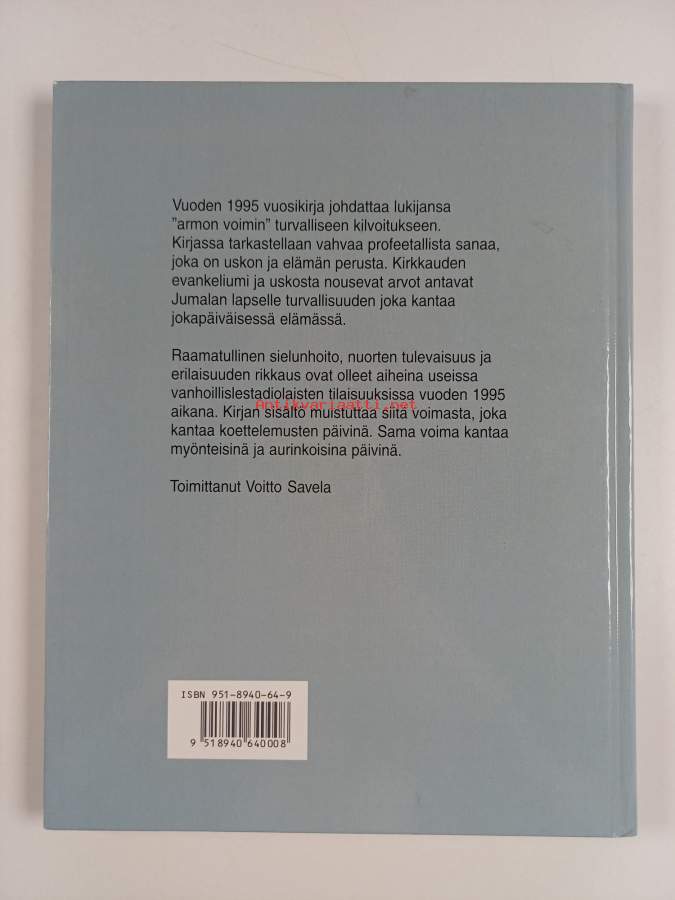 Vuoden 1995 vuosikirja johdattaa lukijansa
"armon voimin" turvalliseen kilvoitukseen.
Kirjassa tarkastellaan vahvaa profeetallista sanaa,
joka on uskon ja elämän perusta. Kirkkauden
evankeliumi ja uskosta nousevat arvot antavat
Jumalan lapselle turvallisuuden joka kantaa
jokapäiväisessä elämässä.
Raamatullinen sielunhoito, nuorten tulevaisuus ja
erilaisuuden rikkaus ovat olleet aiheina useissa
vanhoillislestadiolaisten tilaisuuksissa vuoden 1995
Antikvariaatti.net
aikana. Kirjan sisältö muistuttaa siitä voimasta, joka
kantaa koettelemusten päivinä. Sama voima kantaa
myönteisinä ja aurinkoisina päivinä.
Toimittanut Voitto Savela
ISBN 951-8940-64-9
9 518940 640008